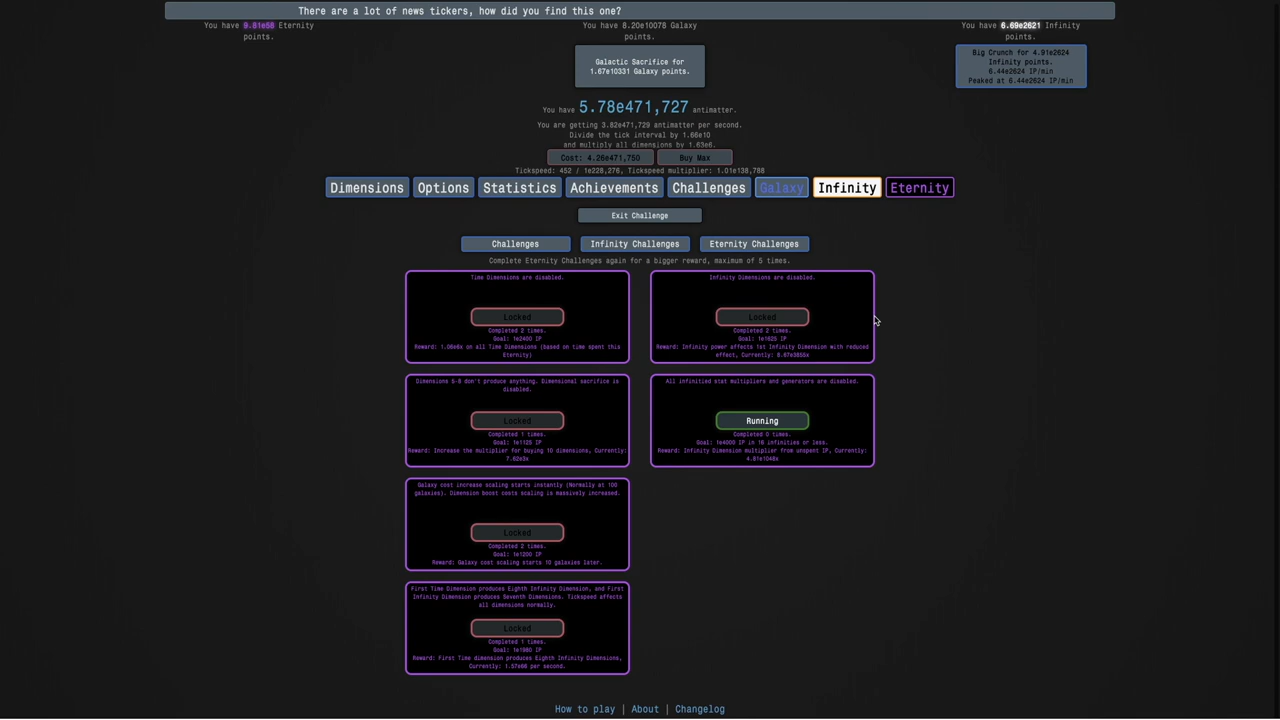 There are a lot of news tickers, how did you find this one?
You have 9.81e58 Eternity
points.
You have 8.20e10078 Galaxy
points.
You have 6.69e2621 Infinity
points.
Galactic Sacrifice for
1.67e10331 Galaxy points.
Big Crunch for 4.91e2624
Infinity points.
6.44e2624 IP/min
Peaked at 6.44e2624 IP/min
You have 5.78e471,727 antimatter.
You are getting 3.82e471,729 antimatter per second.
Divide the tick interval by 1.66e10
and multiply all dimensions by 1.63e6.
Cost: 4.26e471,750
Buy Max
Tickspeed: 452 / 1e228,276, Tickspeed multiplier: 1.01e138,788
Dimensions
Options
Statistics
Achievements
Challenges
Galaxy
Infinity
Eternity
Exit Challenge
Challenges
Infinity Challenges
Eternity Challenges
Complete Eternity Challenges again for a bigger reward, maximum of 5 times.
Time Dimensions are disabled.
Locked
Completed 2 times.
Goal: 1e2400 IP
Reward: 1.06e6x on all Time Dimensions (based on time spent this
Eternity)
Infinity Dimensions are disabled.
Locked
Completed 2 times.
Goal: 1e1625 IP
Reward: Infinity power affects 1st Infinity Dimension with reduced
effect, Currently: 8.87e3855x
Dimensions 5-8 don't produce anything. Dimensional sacrifice is
disabled.
Locked
Completed 1 times.
Goal: 1e1125 IP
Reward: Increase the multiplier for buying 10 dimensions, Currently:
7.62e3x
All infinitied stat multipliers and generators are disabled.
Running
Completed 0 times.
Goal: 1e4000 IP in 16 infinities or less.
Reward: Infinity Dimension multiplier from unspent IP, Currently:
4.81e1048x
Galaxy cost increase scaling starts instantly (Normally at 100
galaxies). Dimension boost costs scaling is massively increased.
Locked
Completed 2 times.
Goal: 1e1200 IP
Reward: Galaxy cost scaling starts 10 galaxies later.
First Time Dimension produces Eighth Infinity Dimension, and First
Infinity Dimension produces Seventh Dimensions. Tickspeed affects
all dimensions normally.
Locked
Completed 1 times.
Goal: 1e1980 IP
Reward: First Time dimension produces Eighth Infinity Dimensions,
Currently: 1.57e68 per second.
How to play | About | Changelog